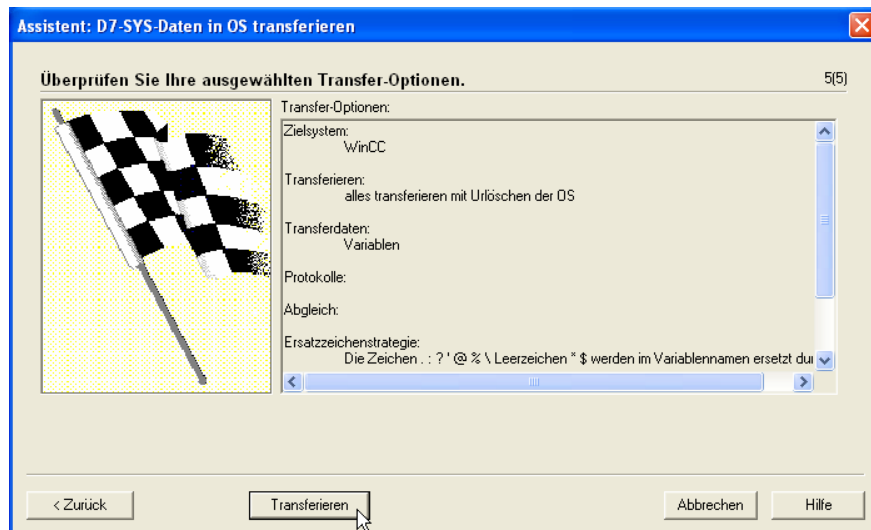 Assistent: D7-SYS-Daten in OS transferieren
Überprüfen Sie Ihre ausgewählten Transfer-Optionen.
5(5)
Transfer-Optionen:
Zielsystem:
WinCC
Transferieren:
alles transferieren mit Urlöschen der OS
Transferdaten:
Variablen
Protokolle:
Abgleich:
Ersatzzeichenstrategie:
Die Zeichen . : ? ' @ % \ Leerzeichen * $ werden im Variablennamen ersetzt
< Zurück
Transferieren
Abbrechen
Hilfe